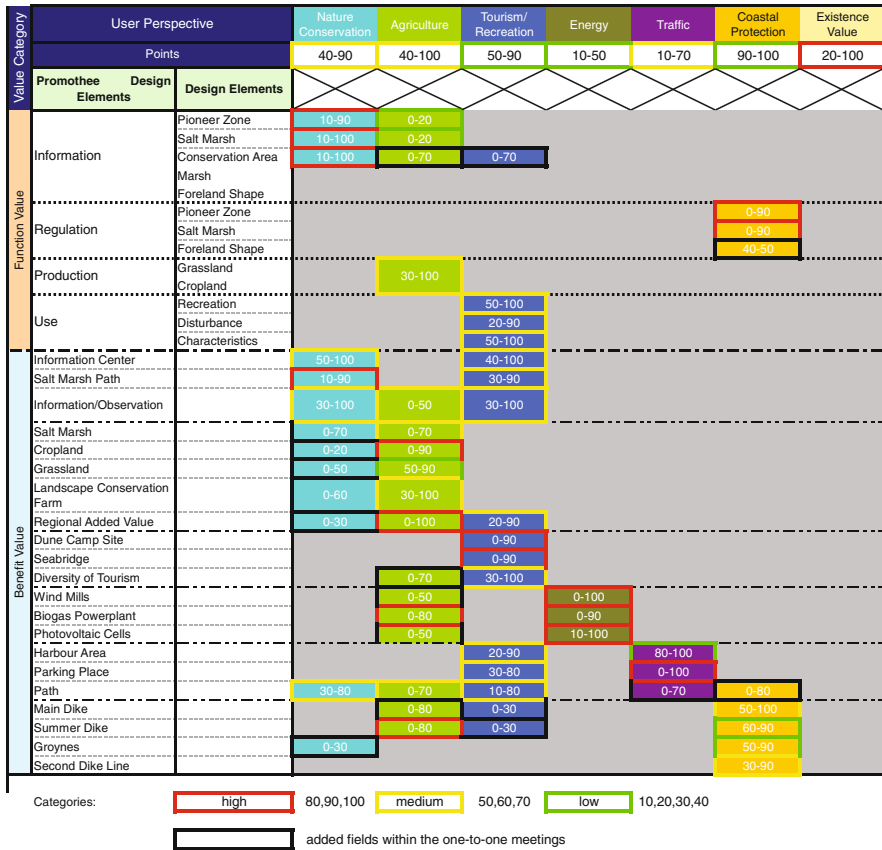 Value Category
User Perspective
Nature Conservation
Agriculture
Tourism/ Recreation
Energy
Traffic
Coastal Protection
Existence Value
Points
40-90
40-100
50-90
10-50
10-70
90-100
20-100
Promothee Design Elements
Design Elements
Function Value
Information
Pioneer Zone
10-90
0-20
Salt Marsh
10-100
0-20
Conservation Area
10-100
0-70
0-70
Marsh
Foreland Shape
Regulation
Pioneer Zone
0-90
Salt Marsh
0-90
Foreland Shape
40-50
Production
Grassland
Cropland
30-100
Use
Recreation
50-100
Disturbance
20-90
Characteristics
50-100
Benefit Value
Information Center
50-100
40-100
Salt Marsh Path
10-90
30-90
Information/Observation
30-100
0-50
30-100
Salt Marsh
0-70
0-70
Cropland
0-20
0-90
Grassland
0-50
50-90
Landscape Conservation
Farm
0-60
30-100
Regional Added Value
0-30
0-100
20-90
Dune Camp Site
0-90
Seabridge
0-90
Diversity of Tourism
0-70
30-100
Wind Mills
0-50
0-100
Biogas Powerplant
0-80
0-90
Photovoltaic Cells
0-50
10-100
Harbour Area
20-90
80-100
Parking Place
30-80
0-100
Path
30-80
0-70
10-80
0-70
0-80
Main Dike
0-80
0-30
50-100
Summer Dike
0-80
0-30
60-90
Groynes
0-30
50-90
Second Dike Line
30-90
Categories:
high
80,90,100
medium
50,60,70
low
10,20,30,40
added fields within the one-to-one meetings